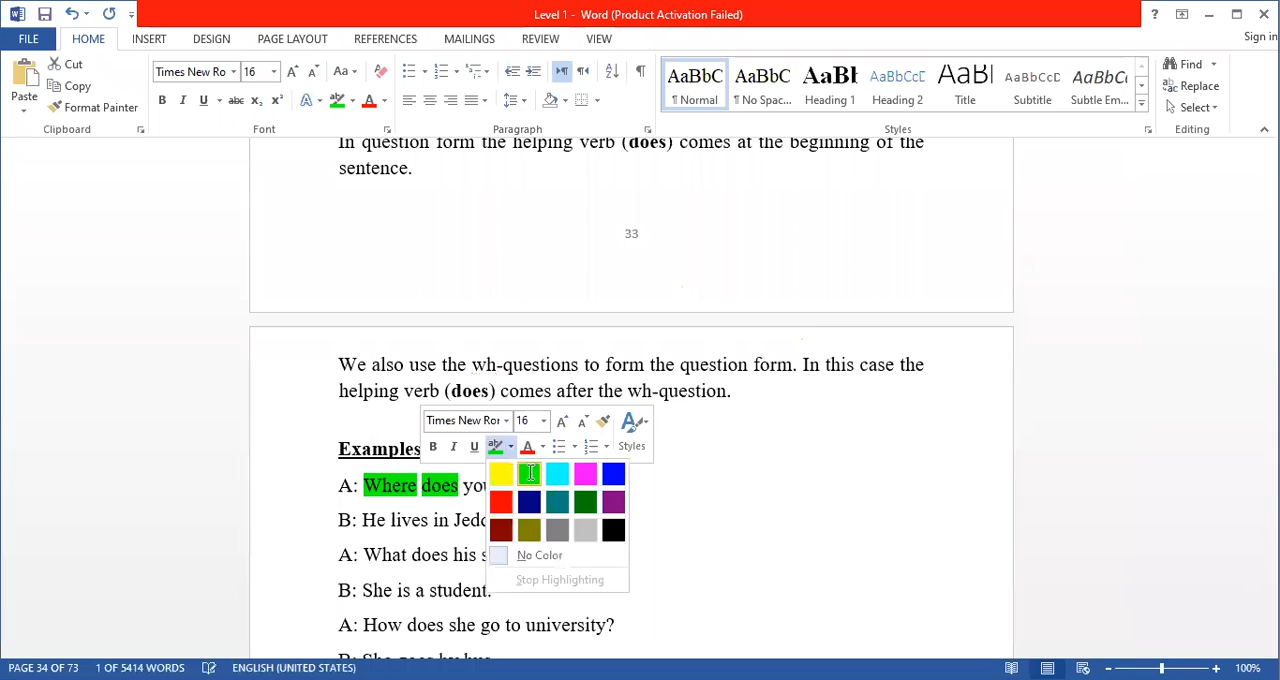 Level 1 - Word (Product Activation Failed)
Sign in
FILE HOME INSERT DESIGN PAGE LAYOUT REFERENCES MAILINGS REVIEW VIEW
Paste
Cut
Copy
Format Painter
Clipboard
Times New Ro 16
Font
Paragraph
AaBbC AaBbC AaBbl AaBbCcC AaBl AaBbCcD AaBbCc
¶ Normal ¶ No Spac... Heading 1 Heading 2 Title Subtitle Subtle Em...
Styles
Find
Replace
Select
Editing
In question form the helping verb (does) comes at the beginning of the
sentence.
33
We also use the wh-questions to form the question form. In this case the
helping verb (does) comes after the wh-question.
Times New Ror 16
Styles
Examples
A: Where does you
B: He lives in Jedd
A: What does his s
B: She is a student.
A: How does she go to university?
No Color
Stop Highlighting
PAGE 34 OF 73 1 OF 5414 WORDS ENGLISH (UNITED STATES) 100%